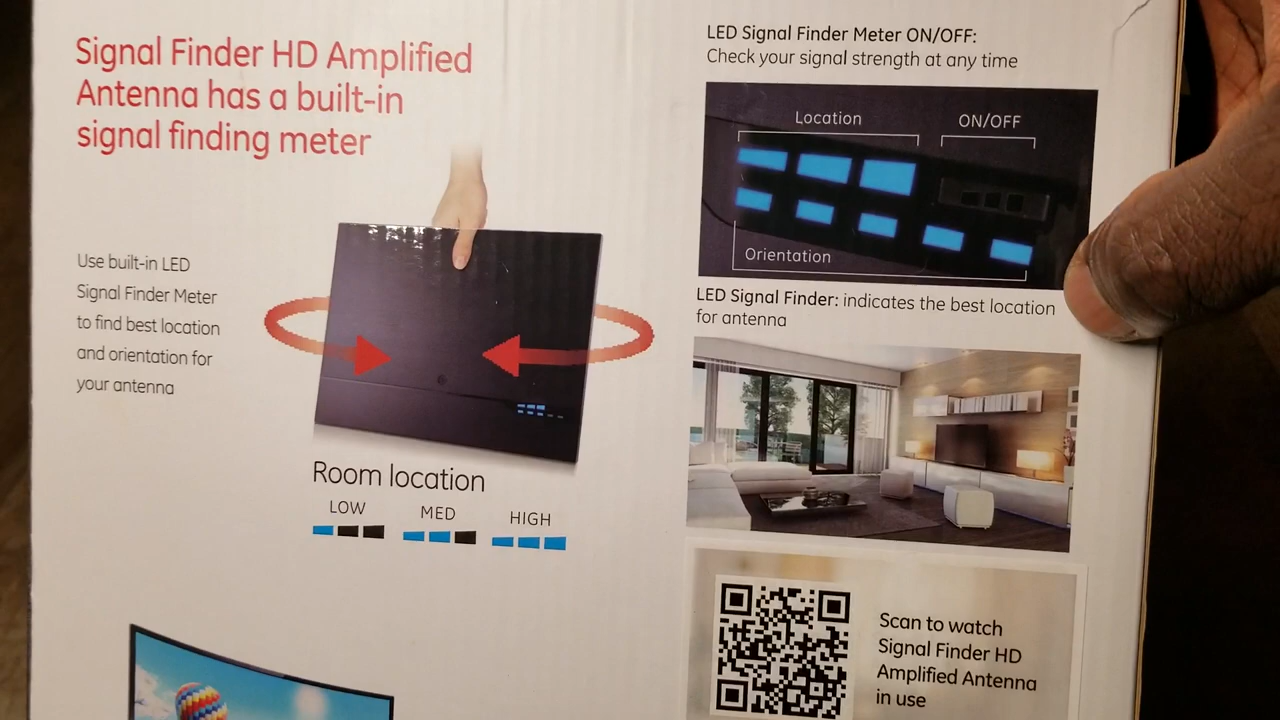 Signal Finder HD Amplified
Antenna has a built-in
signal finding meter
Use built-in LED
Signal Finder Meter
to find best location
and orientation for
your antenna
Room location
LOW MED HIGH
LED Signal Finder Meter ON/OFF:
Check your signal strength at any time
Location ON/OFF
Orientation
LED Signal Finder: indicates the best location
for antenna
Scan to watch
Signal Finder HD
Amplified Antenna
in use